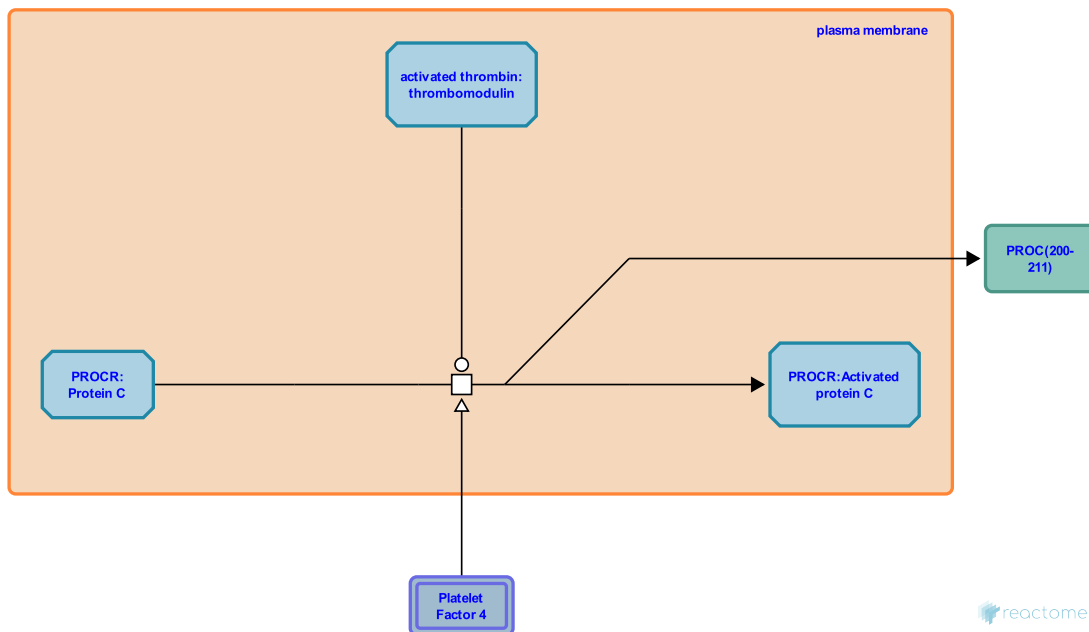 plasma membrane
activated thrombin:
thrombomodulin
PROC(200-
211)
PROCR:
Protein C
PROCR:Activated
protein C
Platelet
Factor 4
reactome